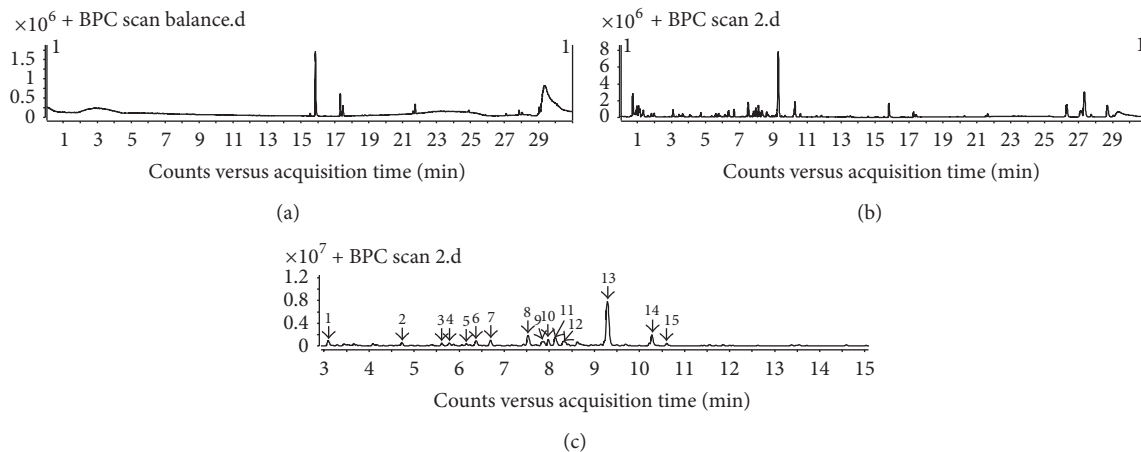 ×10⁶ + BPC scan balance.d
1 1
1.5
1
0.5
0
1 3 5 7 9 11 13 15 17 19 21 23 25 27 29
Counts versus acquisition time (min)
(a)
×10⁶ + BPC scan 2.d
1 1
8
6
4
2
0
1 3 5 7 9 11 13 15 17 19 21 23 25 27 29
Counts versus acquisition time (min)
(b)
×10⁷ + BPC scan 2.d
1.2
0.8
0.4
0
1 2 3 4 5 6 7 8 9 10 11 12 13 14 15
3 4 5 6 7 8 9 10 11 12 13 14 15
Counts versus acquisition time (min)
(c)